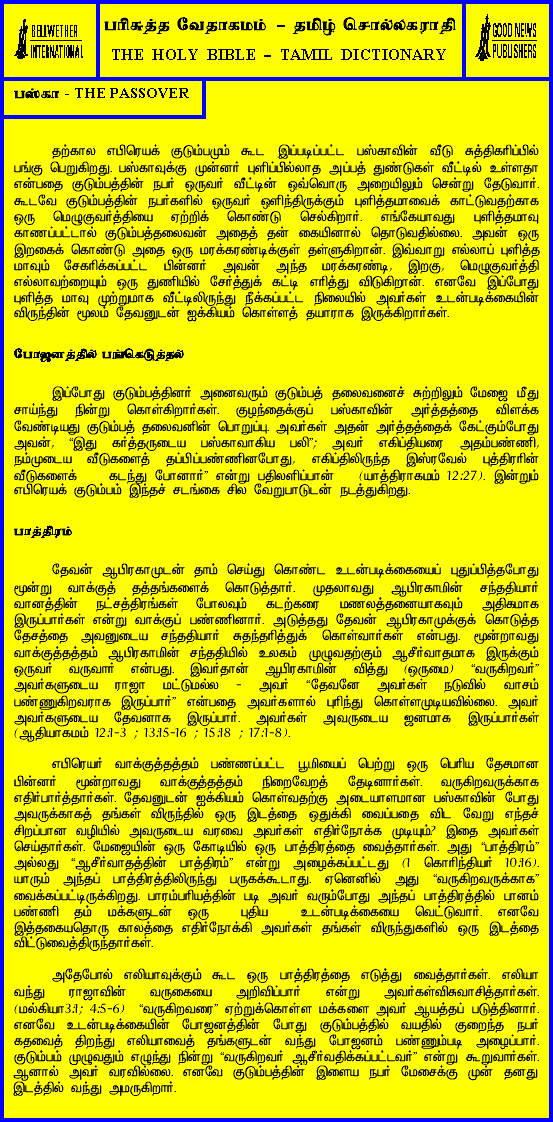 BELLWETHER
INTERNATIONAL
பரிசுத்த வேதாகமம் – தமிழ் சொல்லகராதி
THE HOLY BIBLE – TAMIL DICTIONARY
GOOD NEWS
PUBLISHERS
பஸ்கா - THE PASSOVER
தற்கால எபிரெயக் குடும்பமும் கூட இப்படிப்பட்ட பஸ்காவின் வீடு சுத்திகரிப்பில்
பங்கு பெறுகிறது. பஸ்காவுக்கு முன்னர் புளிப்பில்லாத அப்பத் துண்டுகள் வீட்டில் உள்ளதா
என்பதை குடும்பத்தின் நபர் ஒருவர் வீட்டின் ஒவ்வொரு அறையிலும் சென்று தேடுவார்.
கூடவே குடும்பத்தின் நபர்களில் ஒருவர் ஒளிந்திருக்கும் புளித்தமாவைக் காட்டுவதற்காக
ஒரு மெழுகுவர்த்தியை ஏற்றிக் கொண்டு செல்கிறார். எங்கேயாவது புளித்தமாவு
காணப்பட்டால் குடும்பத்தலைவன் அதைத் தன் கையினால் தொடுவதில்லை. அவன் ஒரு
இறகைக் கொண்டு அதை ஒரு மரக்கரண்டிக்குள் தள்ளுகிறான். இவ்வாறு எல்லாப் புளித்த
மாவும் சேகரிக்கப்பட்ட பின்னர் அவன் அந்த மரக்கரண்டி, இறகு, மெழுகுவர்த்தி
எல்லாவற்றையும் ஒரு துணியில் சேர்த்துக் கட்டி எரித்து விடுகிறான். எனவே இப்போது
புளித்த மாவு முற்றுமாக வீட்டிலிருந்து நீக்கப்பட்ட நிலையில் அவர்கள் உடன்படிக்கையின்
விருந்தின் மூலம் தேவனுடன் ஐக்கியம் கொள்ளத் தயாராக இருக்கிறார்கள்.
போஜனத்தில் பங்கெடுத்தல்
இப்போது குடும்பத்தினர் அனைவரும் குடும்பத் தலைவனைச் சுற்றிலும் மேஜை மீது
சாய்ந்து நின்று கொள்கிறார்கள். குழந்தைக்குப் பஸ்காவின் அர்த்தத்தை விளக்க
வேண்டியது குடும்பத் தலைவனின் பொறுப்பு. அவர்கள் அதன் அர்த்தத்தைக் கேட்கும்போது
அவன், "இது கர்த்தருடைய பஸ்காவாகிய பலி"; அவர் எகிப்தியரை அதம்பண்ணி,
நம்முடைய வீடுகளைத் தப்பிப்பண்ணினபோது, எகிப்திலிருந்த இஸ்ரவேல் புத்திரரின்
வீடுகளைக் கடந்து போனார்" என்று பதிலளிப்பான் (யாத்திராகமம் 12:27). இன்றும்
எபிரெயக் குடும்பம் இந்தச் சடங்கை சில வேறுபாடுடன் நடத்துகிறது.
பாத்திரம்
தேவன் ஆபிரகாமுடன் தாம் செய்து கொண்ட உடன்படிக்கையைப் புதுப்பித்தபோது
மூன்று வாக்குத் தத்தங்களைக் கொடுத்தார். முதலாவது ஆபிரகாமின் சந்ததியார்
வானத்தின் நட்சத்திரங்கள் போலவும் கடற்கரை மணலத்தனையாகவும் அதிகமாக
இருப்பார்கள் என்று வாக்குப் பண்ணினார். அடுத்தது தேவன் ஆபிரகாமுக்குக் கொடுத்த
தேசத்தை அவனுடைய சந்ததியார் சுதந்தரித்துக் கொள்வார்கள் என்பது. மூன்றாவது
வாக்குத்தத்தம் ஆபிரகாமின் சந்ததியில் உலகம் முழுவதற்கும் ஆசீர்வாதமாக இருக்கும்
ஒருவர் வருவார் என்பது. இவர்தான் ஆபிரகாமின் வித்து (ஒருமை) "வருகிறவர்"
அவர்களுடைய ராஜா மட்டுமல்ல - அவர் "தேவனே அவர்கள் நடுவில் வாசம்
பண்ணுகிறவராக இருப்பார்" என்பதை அவர்களால் புரிந்து கொள்ளமுடியவில்லை. அவர்
அவர்களுடைய தேவனாக இருப்பார். அவர்கள் அவருடைய ஜனமாக இருப்பார்கள்
(ஆதியாகமம் 12:1-3 ; 13:15-16 ; 15:18 ; 17:1-8).
எபிரெயர் வாக்குத்தத்தம் பண்ணப்பட்ட பூமியைப் பெற்று ஒரு பெரிய தேசமான
பின்னர் மூன்றாவது வாக்குத்தத்தம் நிறைவேறத் தேடினார்கள். வருகிறவருக்காக
எதிர்பார்த்தார்கள். தேவனுடன் ஐக்கியம் கொள்வதற்கு அடையாளமான பஸ்காவின் போது
அவருக்காகத் தங்கள் விருந்தில் ஒரு இடத்தை ஒதுக்கி வைப்பதை விட வேறு எந்தச்
சிறப்பான வழியில் அவருடைய வரவை அவர்கள் எதிர்நோக்க முடியும்? இதை அவர்கள்
செய்தார்கள். மேஜையின் ஒரு கோடியில் ஒரு பாத்திரத்தை வைத்தார்கள். அது "பாத்திரம்"
அல்லது "ஆசீர்வாதத்தின் பாத்திரம்" என்று அழைக்கப்பட்டது (1 கொரிந்தியர் 10:16).
யாரும் அந்தப் பாத்திரத்திலிருந்து பருகக்கூடாது. ஏனெனில் அது "வருகிறவருக்காக"
வைக்கப்பட்டிருக்கிறது. பாரம்பரியத்தின் படி அவர் வரும்போது அந்தப் பாத்திரத்தில் பானம்
பண்ணி தம் மக்களுடன் ஒரு புதிய உடன்படிக்கையை வெட்டுவார். எனவே
இத்தகையதொரு காலத்தை எதிர்நோக்கி அவர்கள் தங்கள் விருந்துகளில் ஒரு இடத்தை
விட்டுவைத்திருந்தார்கள்.
அதேபோல் எலியாவுக்கும் கூட ஒரு பாத்திரத்தை எடுத்து வைத்தார்கள். எலியா
வந்து ராஜாவின் வருகையை அறிவிப்பார் என்று அவர்கள்விசுவாசித்தார்கள்.
(மல்கியா3:1; 4:5-6) "வருகிறவரை" ஏற்றுக்கொள்ள மக்களை அவர் ஆயத்தப் படுத்தினார்.
எனவே உடன்படிக்கையின் போஜனத்தின் போது குடும்பத்தில் வயதில் குறைந்த நபர்
கதவைத் திறந்து எலியாவைத் தங்களுடன் வந்து போஜனம் பண்ணும்படி அழைப்பார்.
குடும்பம் முழுவதும் எழுந்து நின்று "வருகிறவர் ஆசீர்வதிக்கப்பட்டவர்" என்று கூறுவார்கள்.
ஆனால் அவர் வரவில்லை. எனவே குடும்பத்தின் இளைய நபர் மேசைக்கு முன் தனது
இடத்தில் வந்து அமருகிறார்.